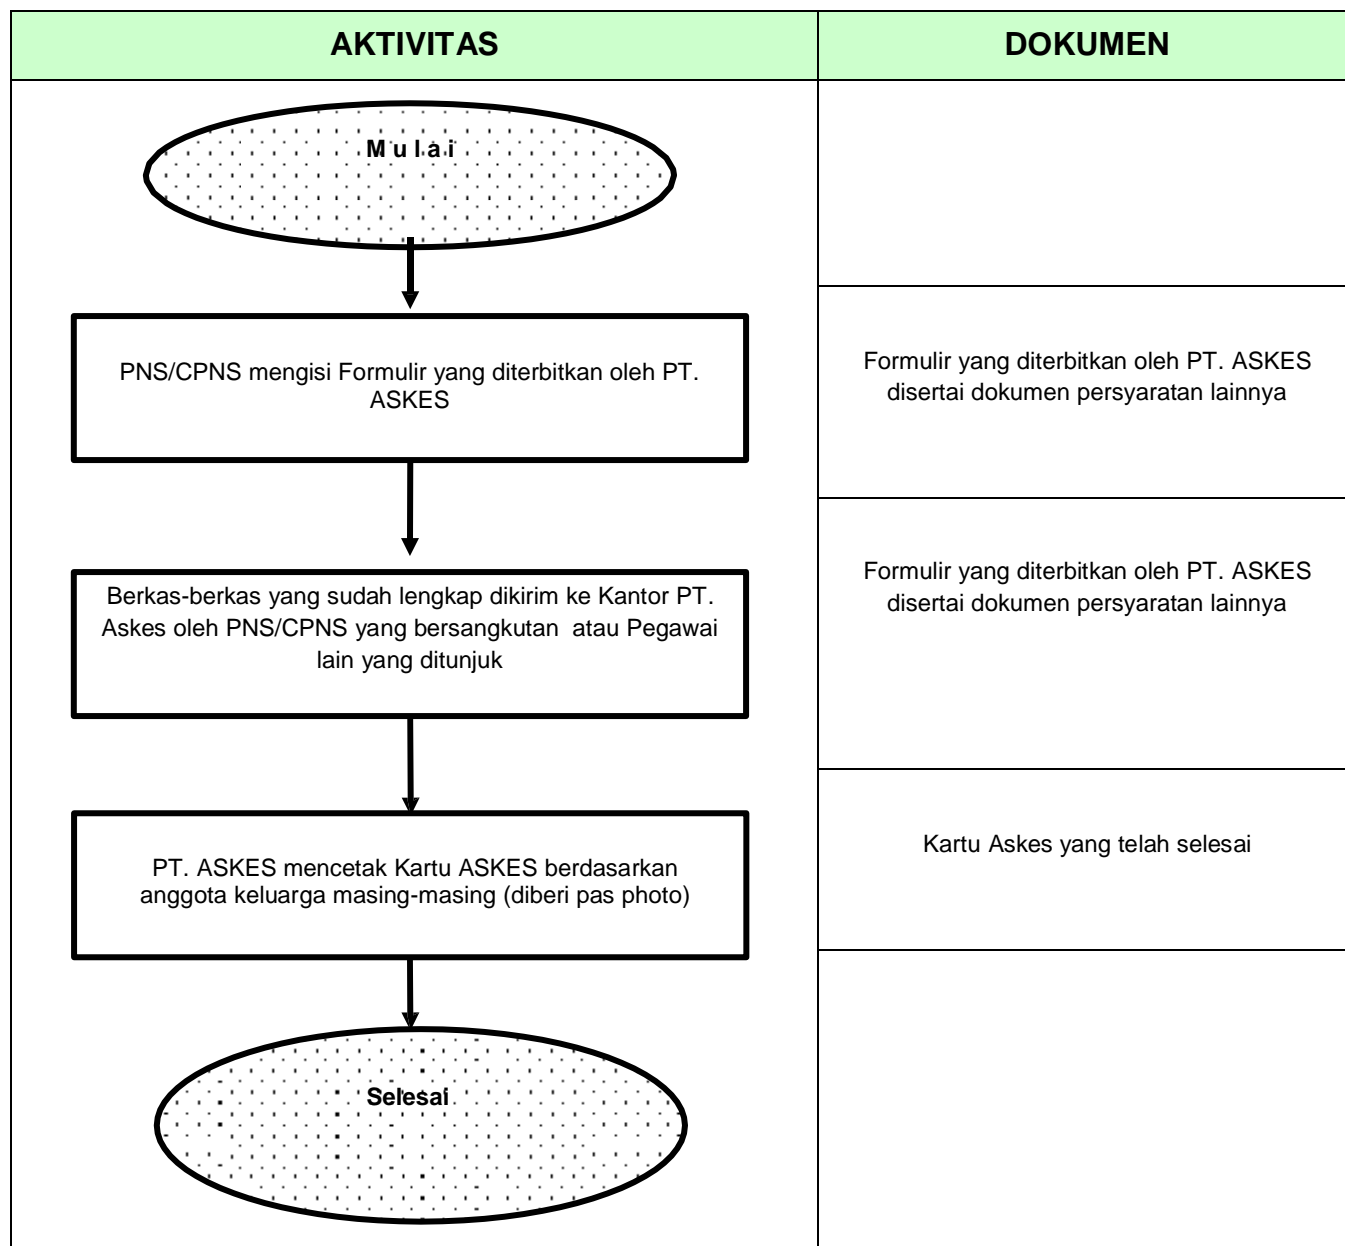 AKTIVITAS
DOKUMEN
M u l a i
PNS/CPNS mengisi Formulir yang diterbitkan oleh PT.
ASKES
Formulir yang diterbitkan oleh PT. ASKES
disertai dokumen persyaratan lainnya
Berkas-berkas yang sudah lengkap dikirim ke Kantor PT.
Askes oleh PNS/CPNS yang bersangkutan atau Pegawai
lain yang ditunjuk
Formulir yang diterbitkan oleh PT. ASKES
disertai dokumen persyaratan lainnya
PT. ASKES mencetak Kartu ASKES berdasarkan
anggota keluarga masing-masing (diberi pas photo)
Kartu Askes yang telah selesai
Selesai